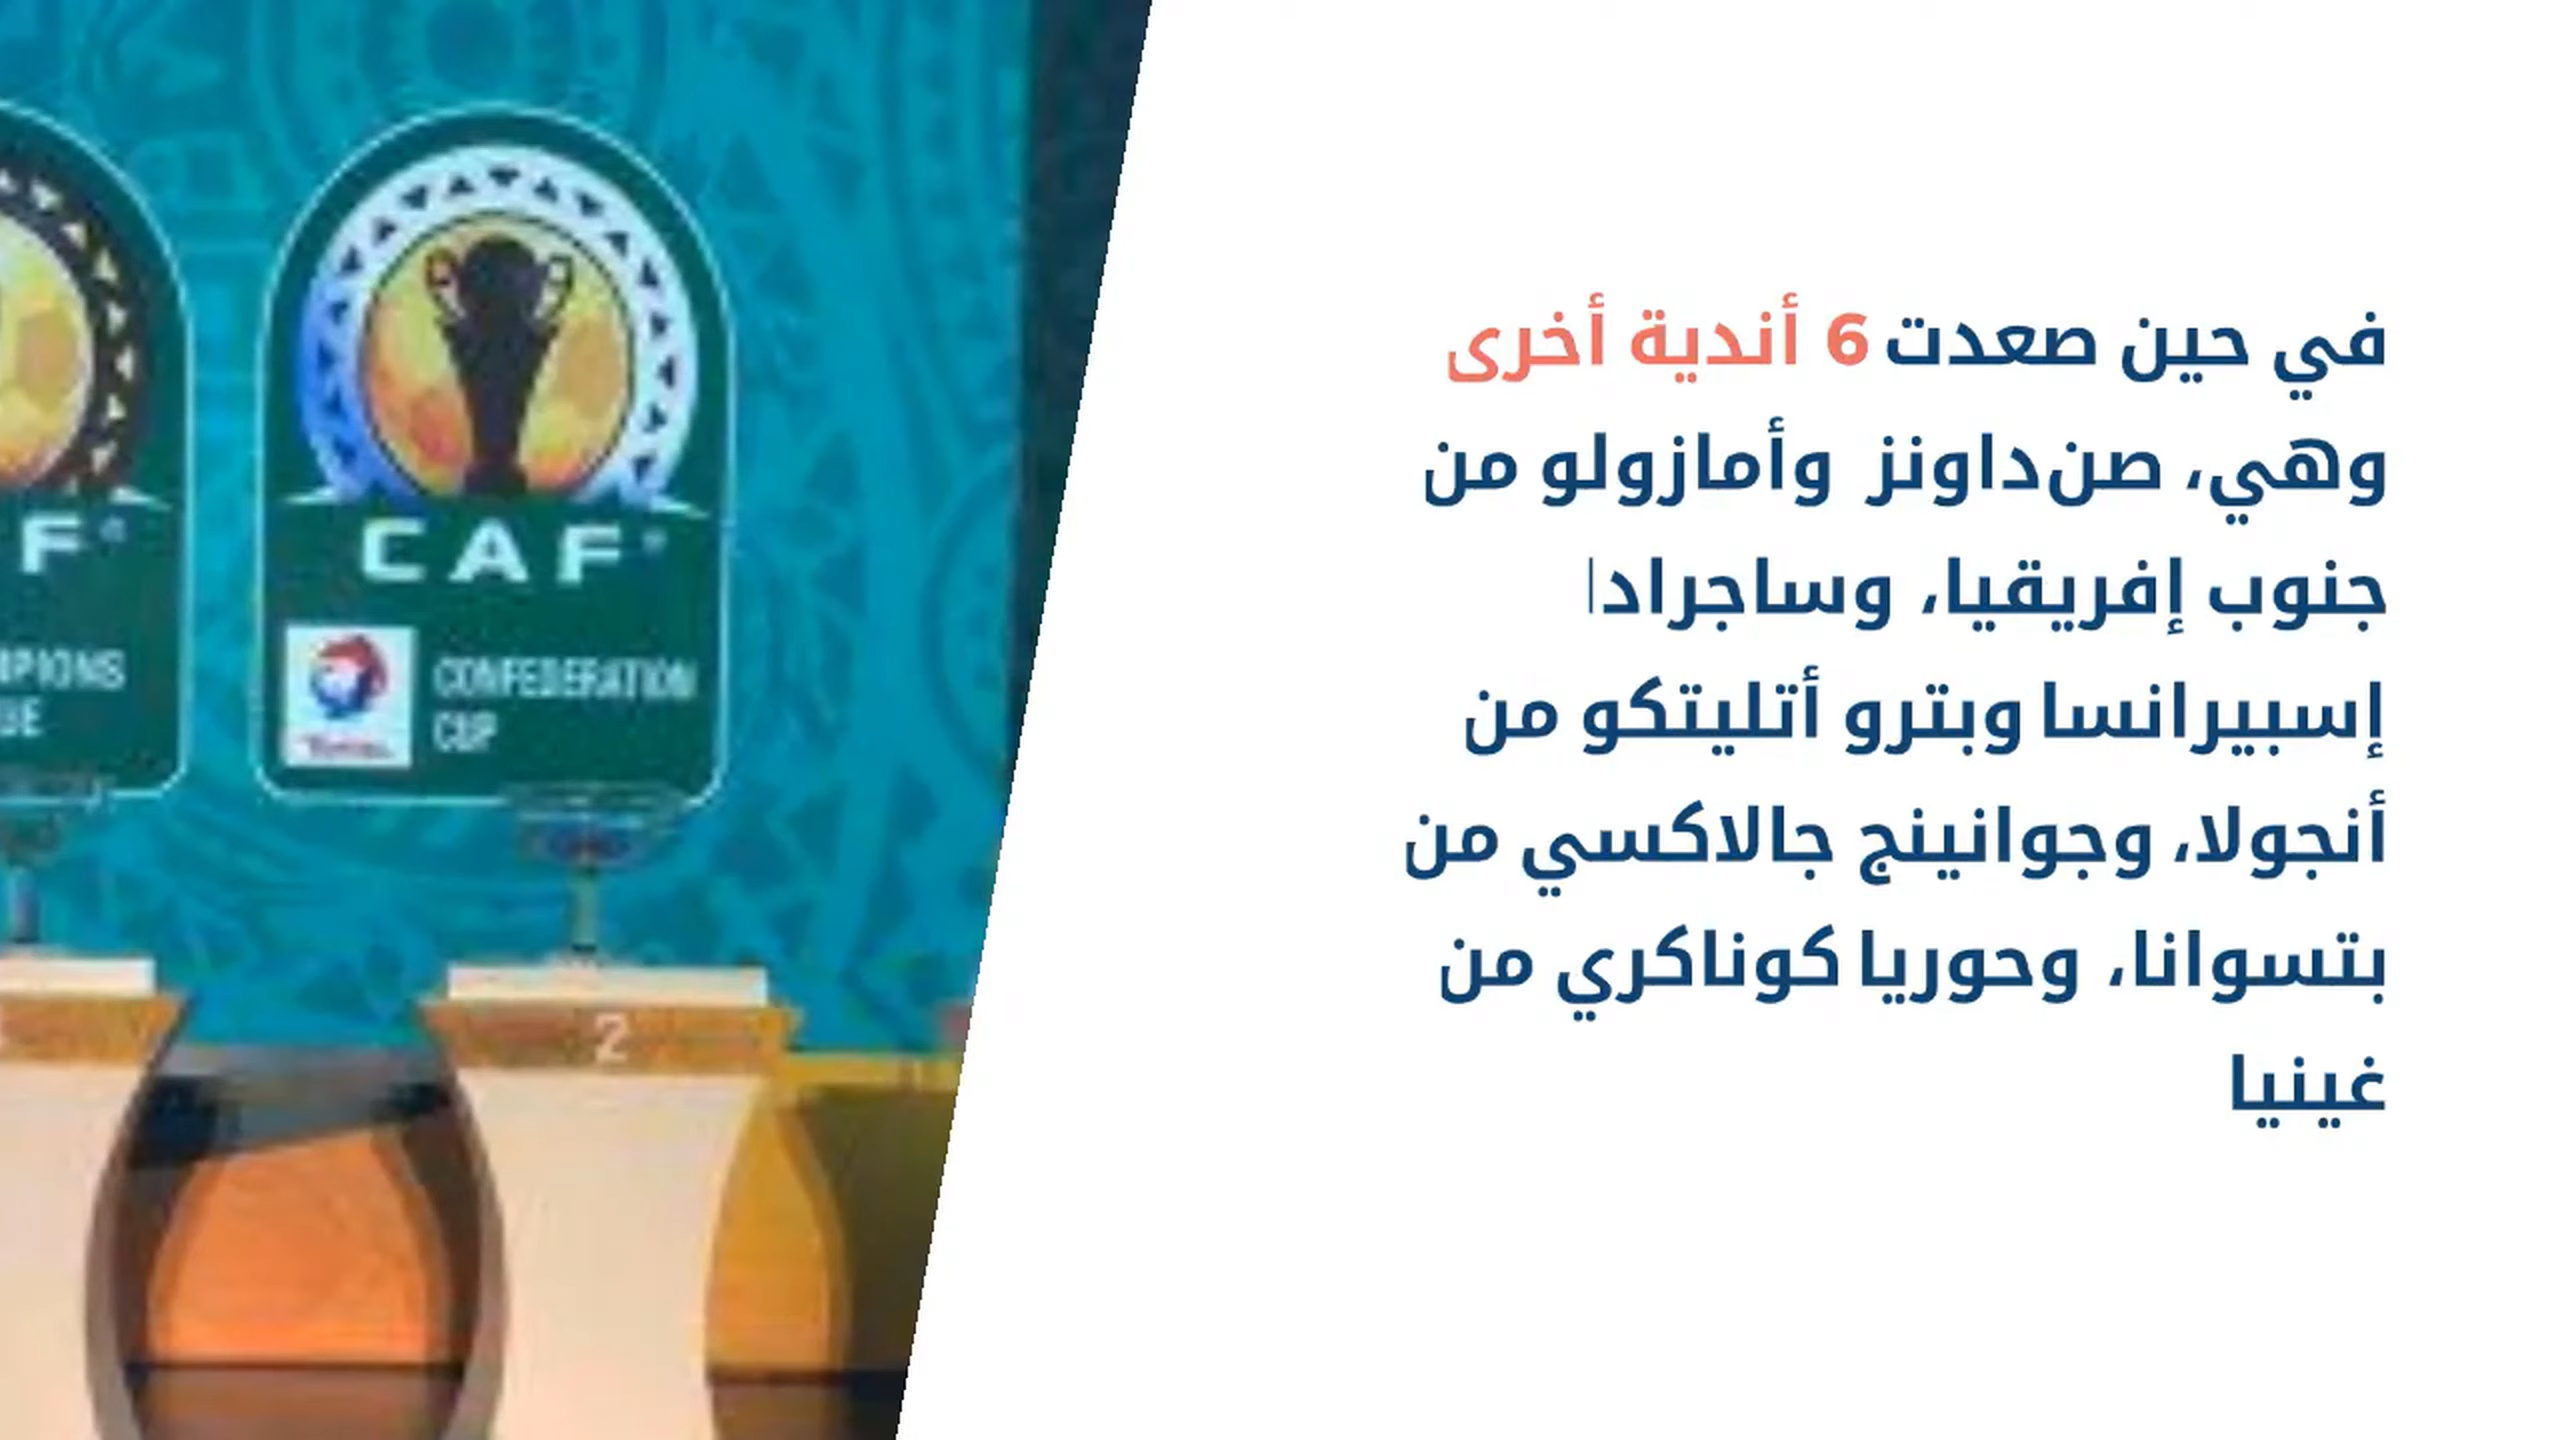 في حين صعدت 6 أندية أخرى
وهي، صن‌داونز وأمازولو من
جنوب إفريقيا، وساجرادا
إسبيرانسا وبترو أتليتكو من
أنجولا، وجوانينج جالاكسي من
بتسوانا، وحوريا كوناكري من
غينيا
F
CAF
CONFEDERATION
CUP
2